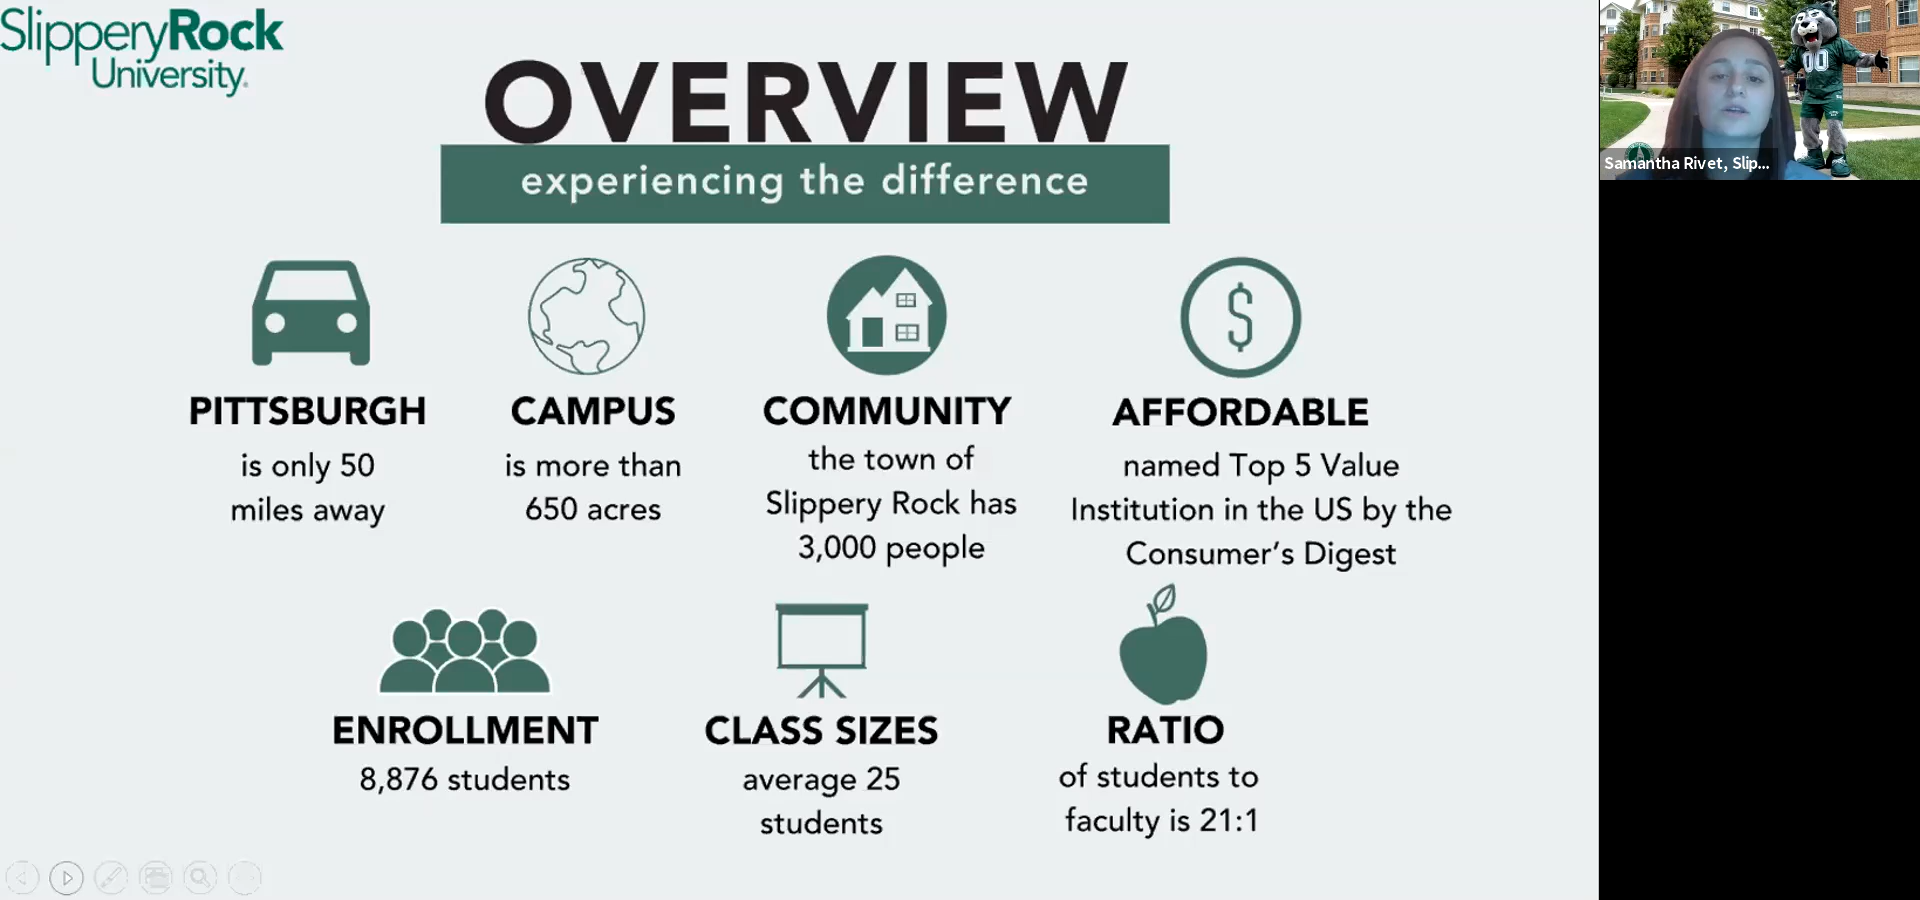 SlipperyRock
University
OVERVIEW
experiencing the difference
PITTSBURGH
is only 50
miles away
CAMPUS
is more than
650 acres
COMMUNITY
the town of
Slippery Rock has
3,000 people
$
AFFORDABLE
named Top 5 Value
Institution in the US by the
Consumer's Digest
ENROLLMENT
8,876 students
CLASS SIZES
average 25
students
RATIO
of students to
faculty is 21:1
00
Samantha Rivet, Slip...